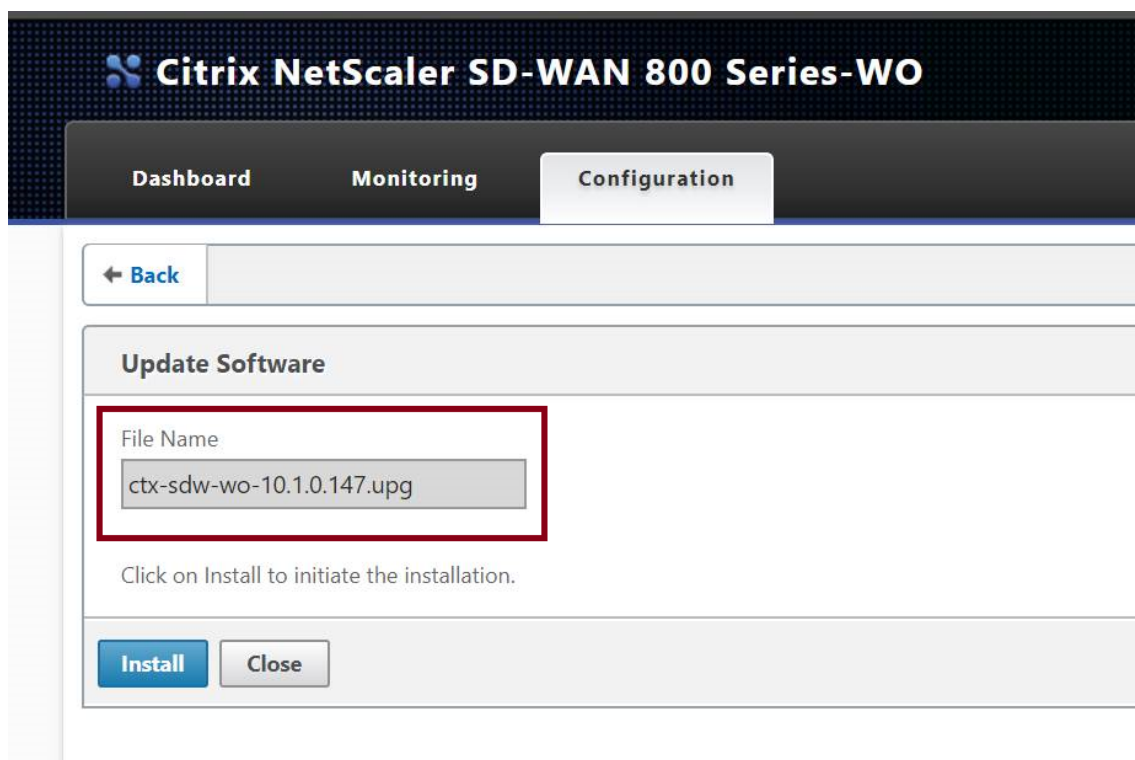 Citrix NetScaler SD-WAN 800 Series-WO
Dashboard Monitoring Configuration
Back
Update Software
File Name
ctx-sdw-wo-10.1.0.147.upg
Click on Install to initiate the installation.
Install Close